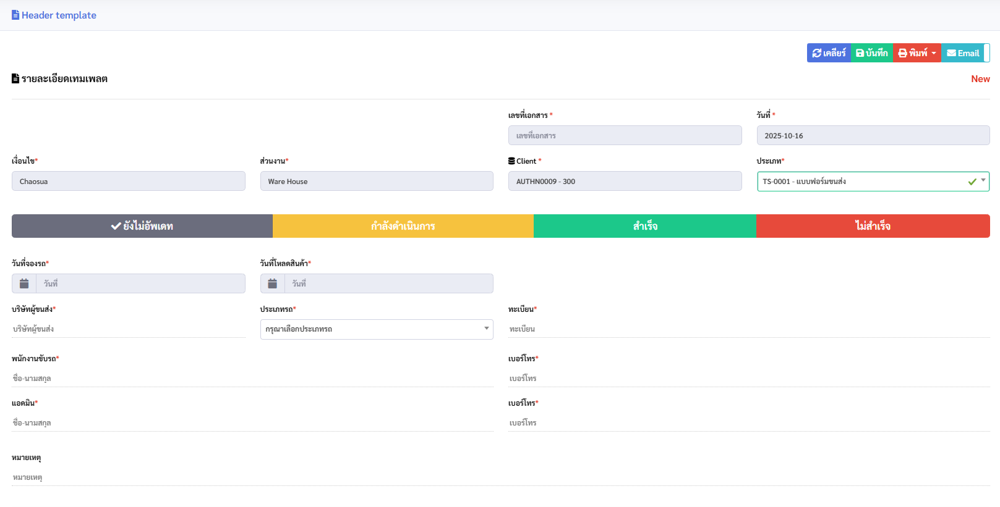 Header template
เคลียร์ บันทึก พิมพ์ Email
รายละเอียดเทมเพลต New
เลขที่เอกสาร * วันที่ *
เลขที่เอกสาร 2025-10-16
เงื่อนไข* ส่วนงาน* Client * ประเภท*
Chaosua Ware House AUTHN0009 - 300 TS-0001 - แบบฟอร์มขนส่ง
ยังไม่อัพเดท กำลังดำเนินการ สำเร็จ ไม่สำเร็จ
วันที่จองรถ* วันที่โหลดสินค้า*
วันที่ วันที่
บริษัทผู้ขนส่ง* ประเภทรถ* ทะเบียน*
บริษัทผู้ขนส่ง กรุณาเลือกประเภทรถ ทะเบียน
พนักงานขับรถ* เบอร์โทร*
ชื่อ-นามสกุล เบอร์โทร
แอดมิน* เบอร์โทร*
ชื่อ-นามสกุล เบอร์โทร
หมายเหตุ
หมายเหตุ